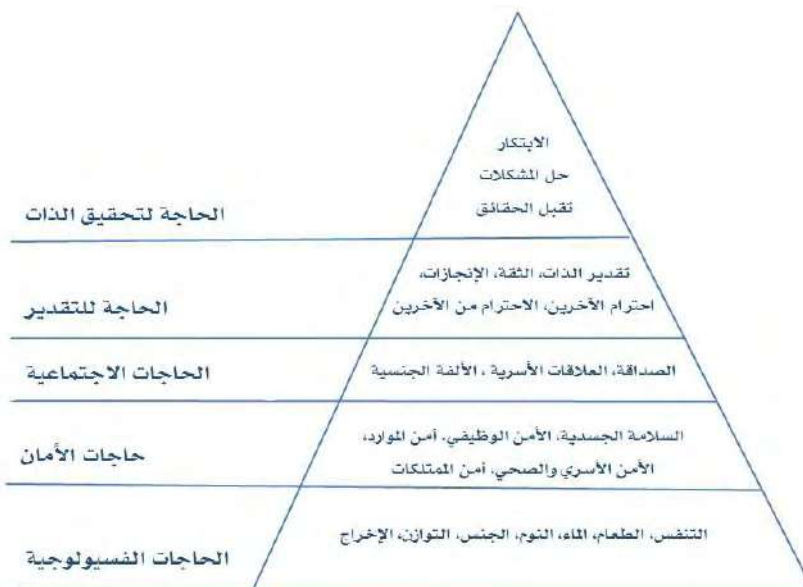 الابتكار
حل المشكلات
تقبل الحقائق
الحاجة لتحقيق الذات
تقدير الذات، الثقة، الإنجازات،
احترام الآخرين، الاحترام من الآخرين
الحاجة للتقدير
الصداقة، العلاقات الأسرية ، الألفة الجنسية
الحاجات الاجتماعية
السلامة الجسدية، الأمن الوظيفي، أمن الموارد،
الأمن الأسري والصحي، أمن الممتلكات
حاجات الأمان
التنفس، الطعام، الماء، النوم، الجنس، التوازن، الإخراج
الحاجات الفسيولوجية